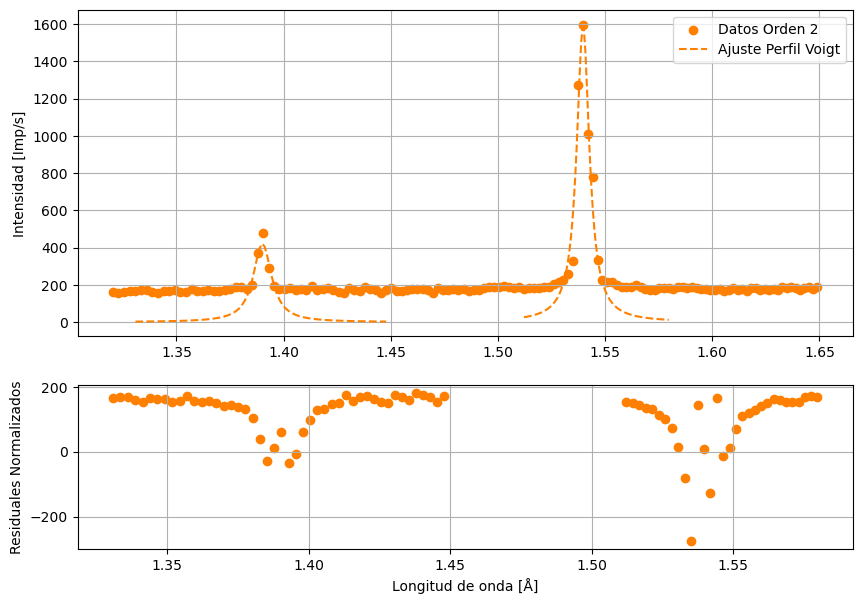 Intensidad [Imp/s]
1600
1400
1200
1000
800
600
400
200
0
Datos Orden 2
Ajuste Perfil Voigt
1.35 1.40 1.45 1.50 1.55 1.60 1.65
Residuales Normalizados
200
0
−200
1.35 1.40 1.45 1.50 1.55
Longitud de onda [Å]